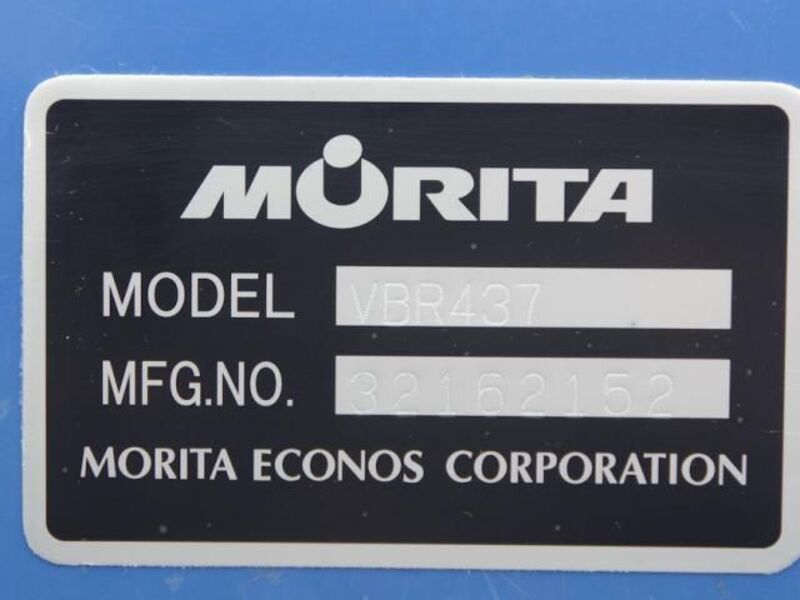 MORITA
MODEL VBR437
MFG.NO. 32162152
MORITA ECONOS CORPORATION